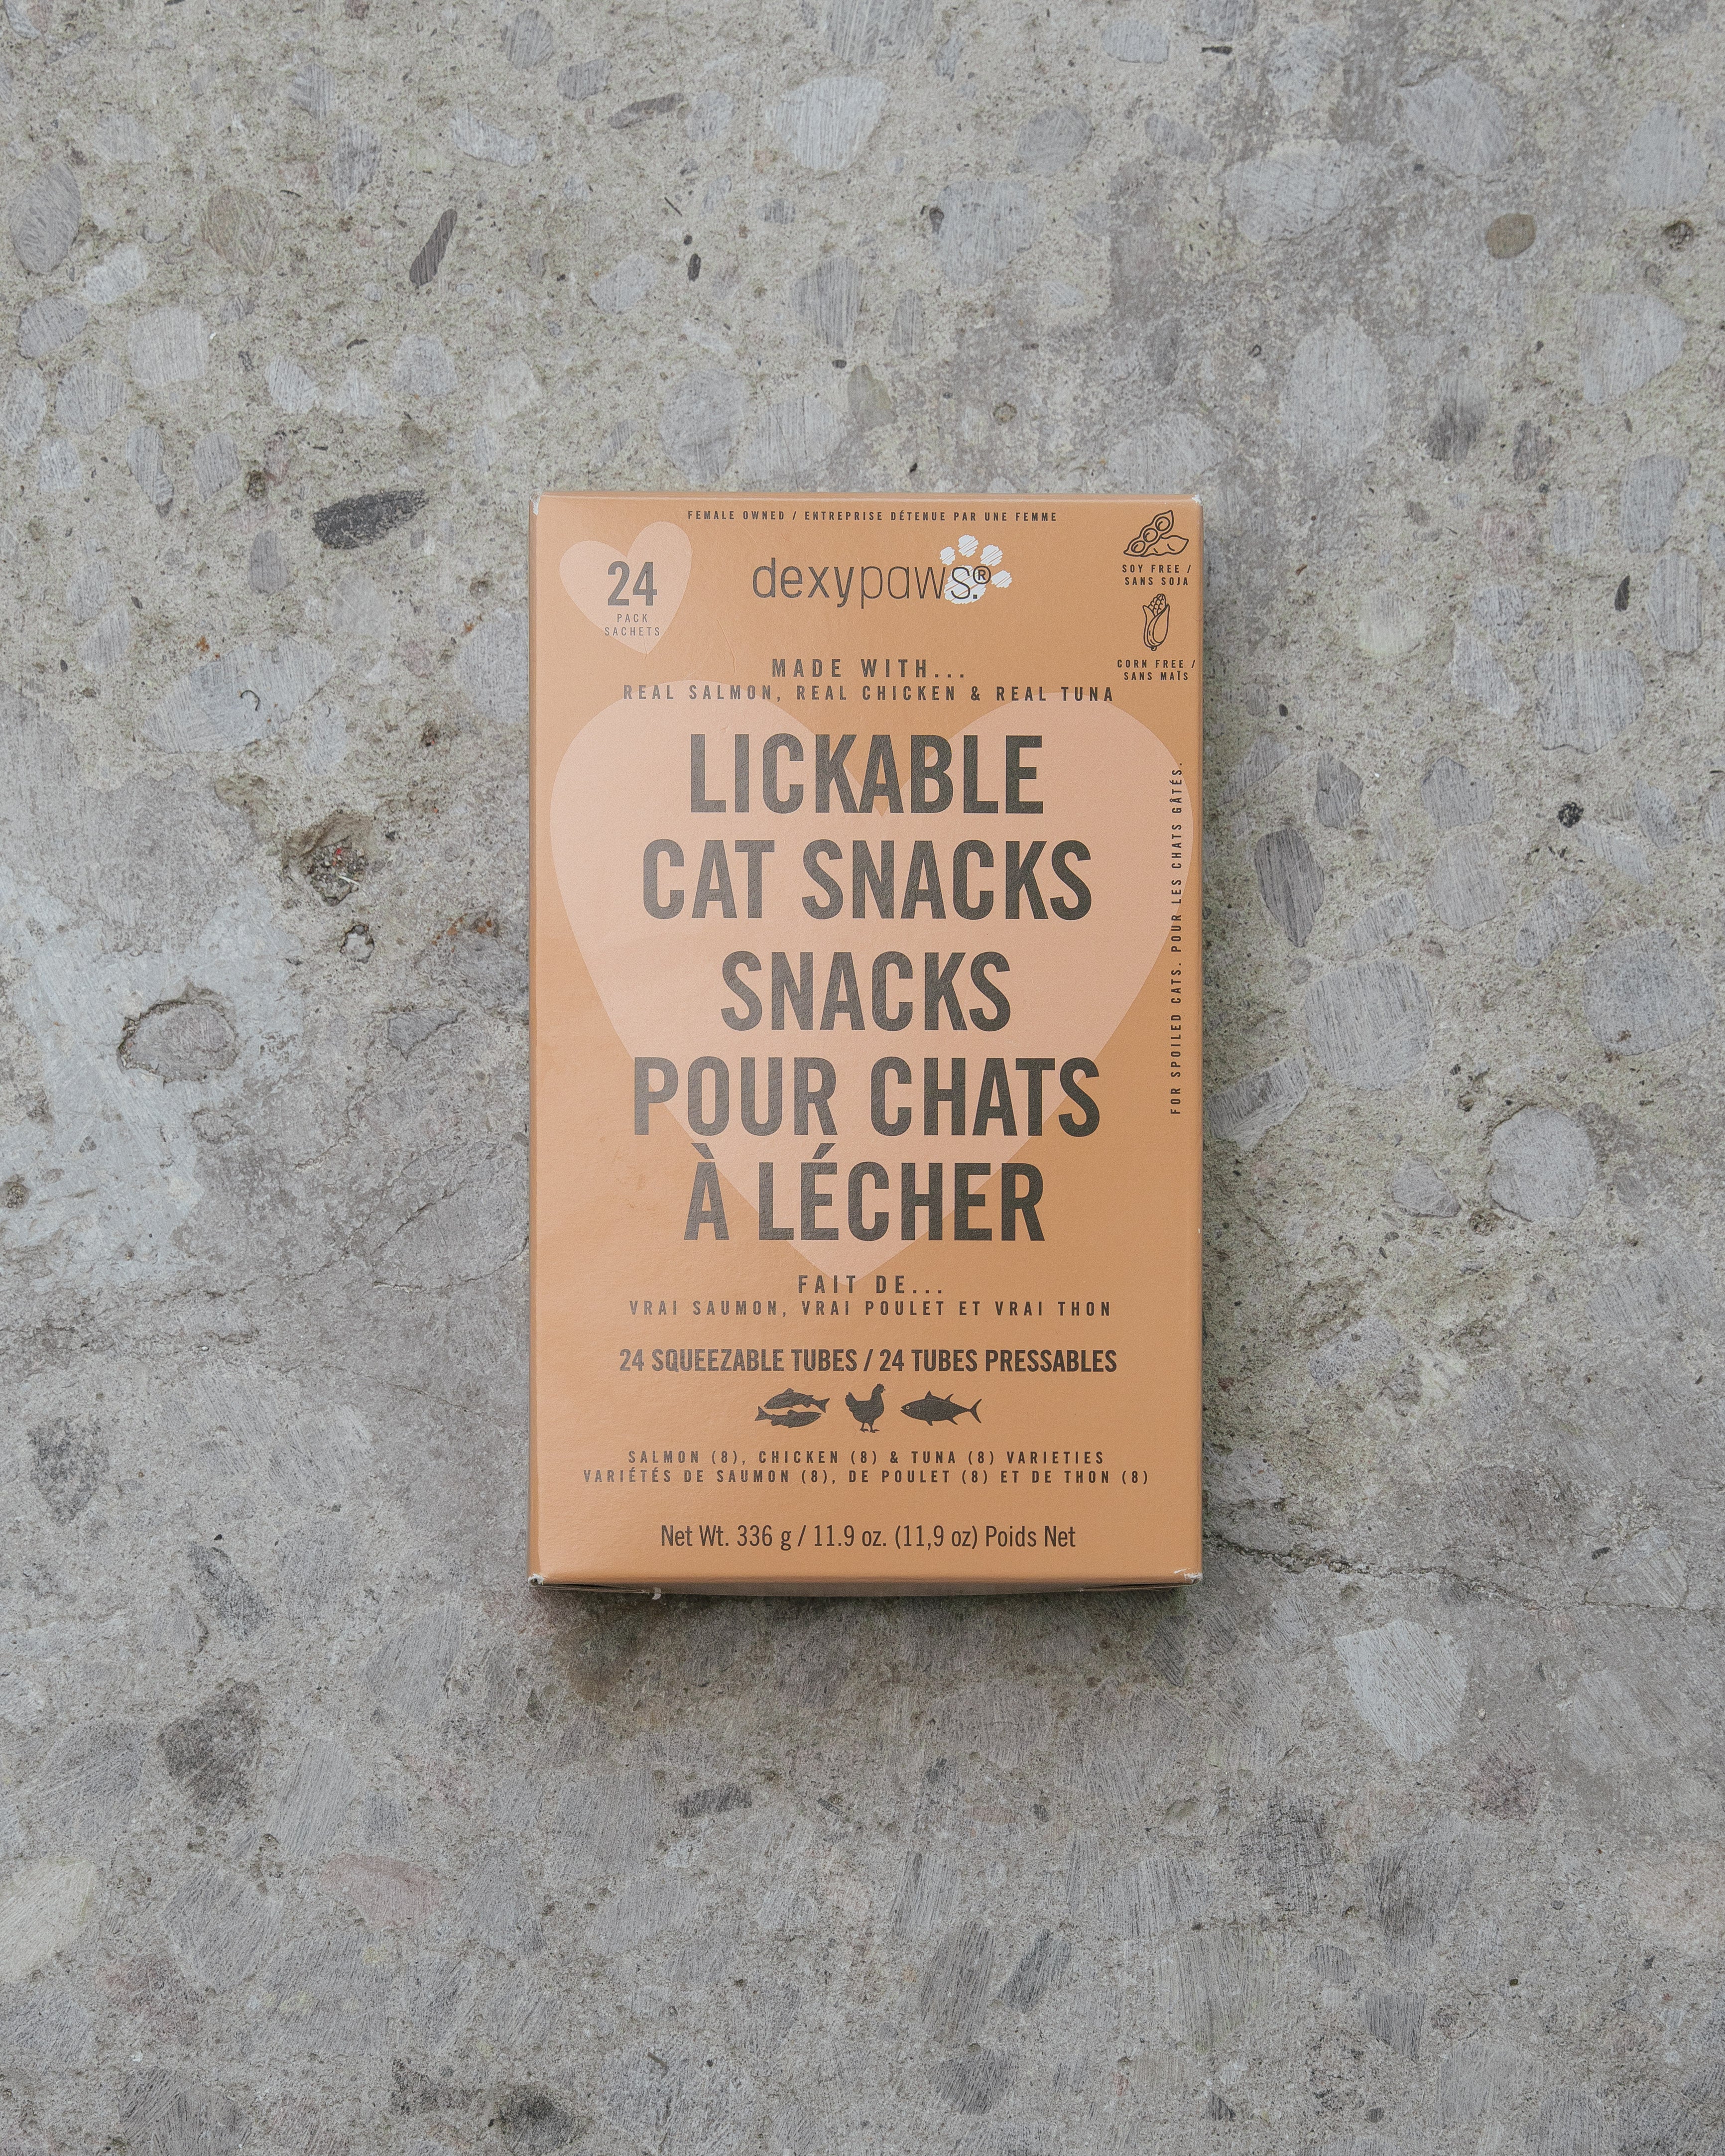 FEMALE OWNED / ENTREPRISE DÉTENUE PAR UNE FEMME
24
PACK
SACHETS
dexypaws.®
SOY FREE /
SANS SOJA
CORN FREE /
SANS MAÏS
MADE WITH...
REAL SALMON, REAL CHICKEN & REAL TUNA
LICKABLE
CAT SNACKS
SNACKS
POUR CHATS
À LÉCHER
FOR SPOILED CATS. POUR LES CHATS GÂTÉS.
FAIT DE...
VRAI SAUMON, VRAI POULET ET VRAI THON
24 SQUEEZABLE TUBES / 24 TUBES PRESSABLES
SALMON (8), CHICKEN (8) & TUNA (8) VARIETIES
VARIÉTÉS DE SAUMON (8), DE POULET (8) ET DE THON (8)
Net Wt. 336 g / 11.9 oz. (11,9 oz) Poids Net